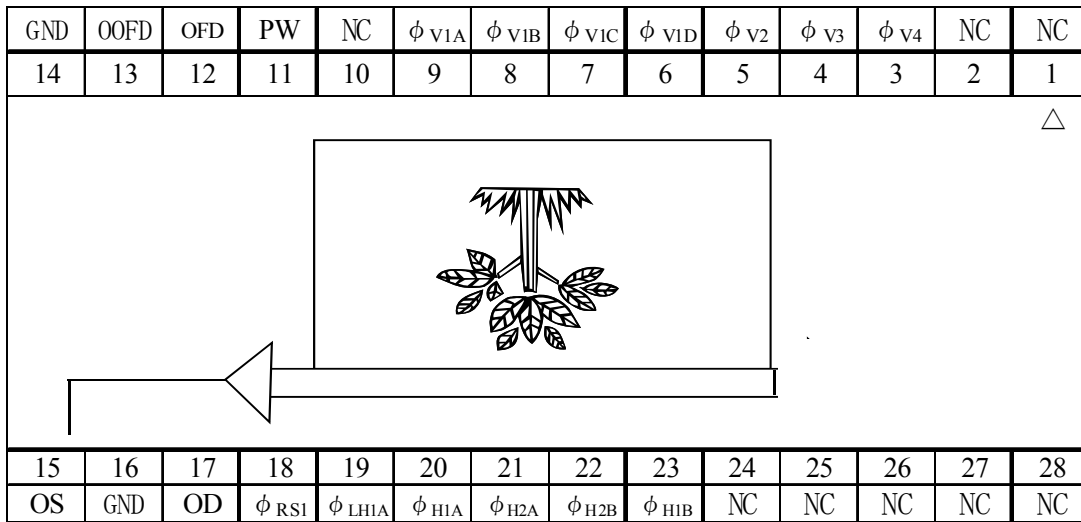 GND OOFD OFD PW NC ϕV1A ϕV1B ϕV1C ϕV1D ϕV2 ϕV3 ϕV4 NC NC
14 13 12 11 10 9 8 7 6 5 4 3 2 1
15 16 17 18 19 20 21 22 23 24 25 26 27 28
OS GND OD ϕRS1 ϕLH1A ϕH1A ϕH2A ϕH2B ϕH1B NC NC NC NC NC